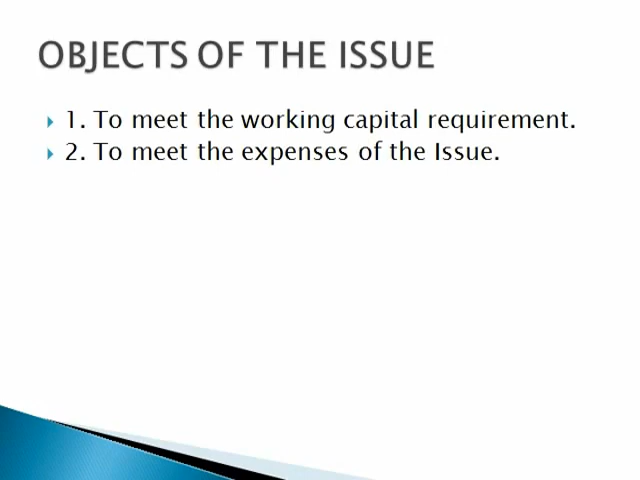 OBJECTS OF THE ISSUE
1. To meet the working capital requirement.
2. To meet the expenses of the Issue.